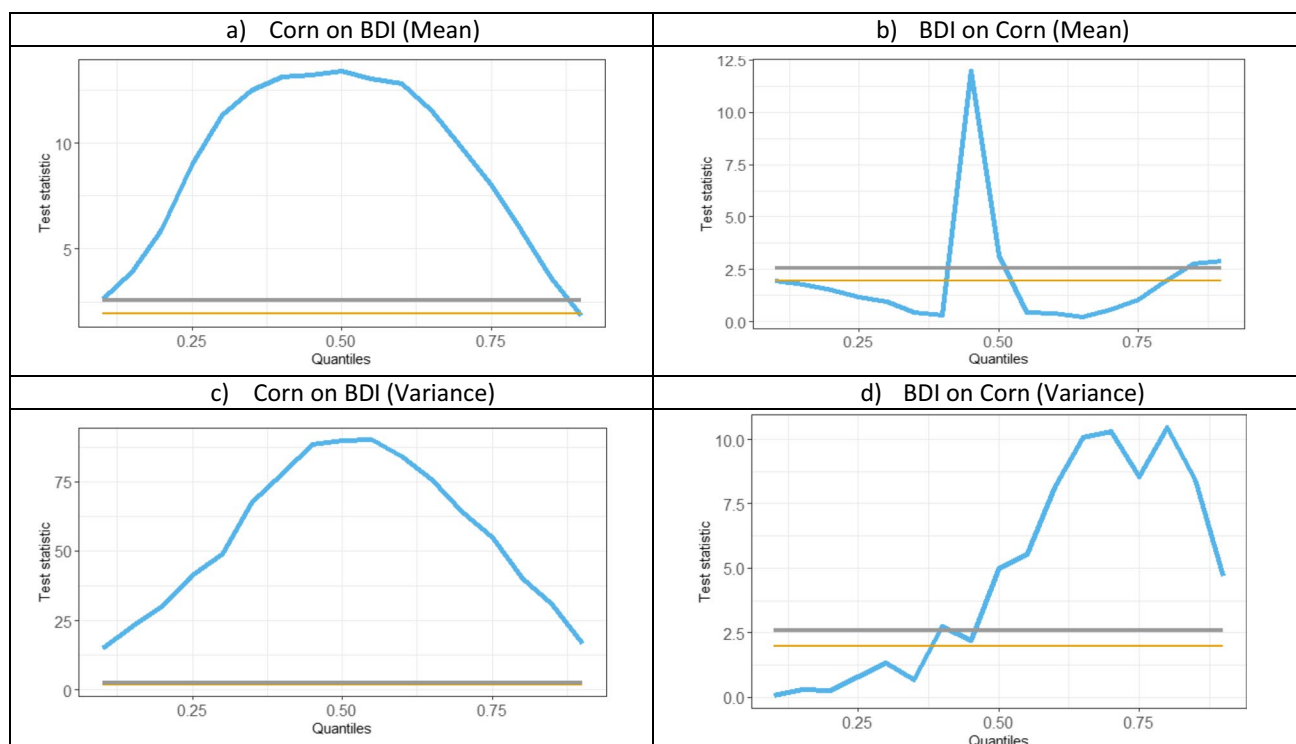 a) Corn on BDI (Mean)
b) BDI on Corn (Mean)
Test statistic
10
5
0.25
0.50
0.75
Quantiles
Test statistic
12.5
10.0
7.5
5.0
2.5
0.0
0.25
0.50
0.75
Quantiles
c) Corn on BDI (Variance)
d) BDI on Corn (Variance)
Test statistic
75
50
25
0
0.25
0.50
0.75
Quantiles
Test statistic
10.0
7.5
5.0
2.5
0.0
0.25
0.50
0.75
Quantiles